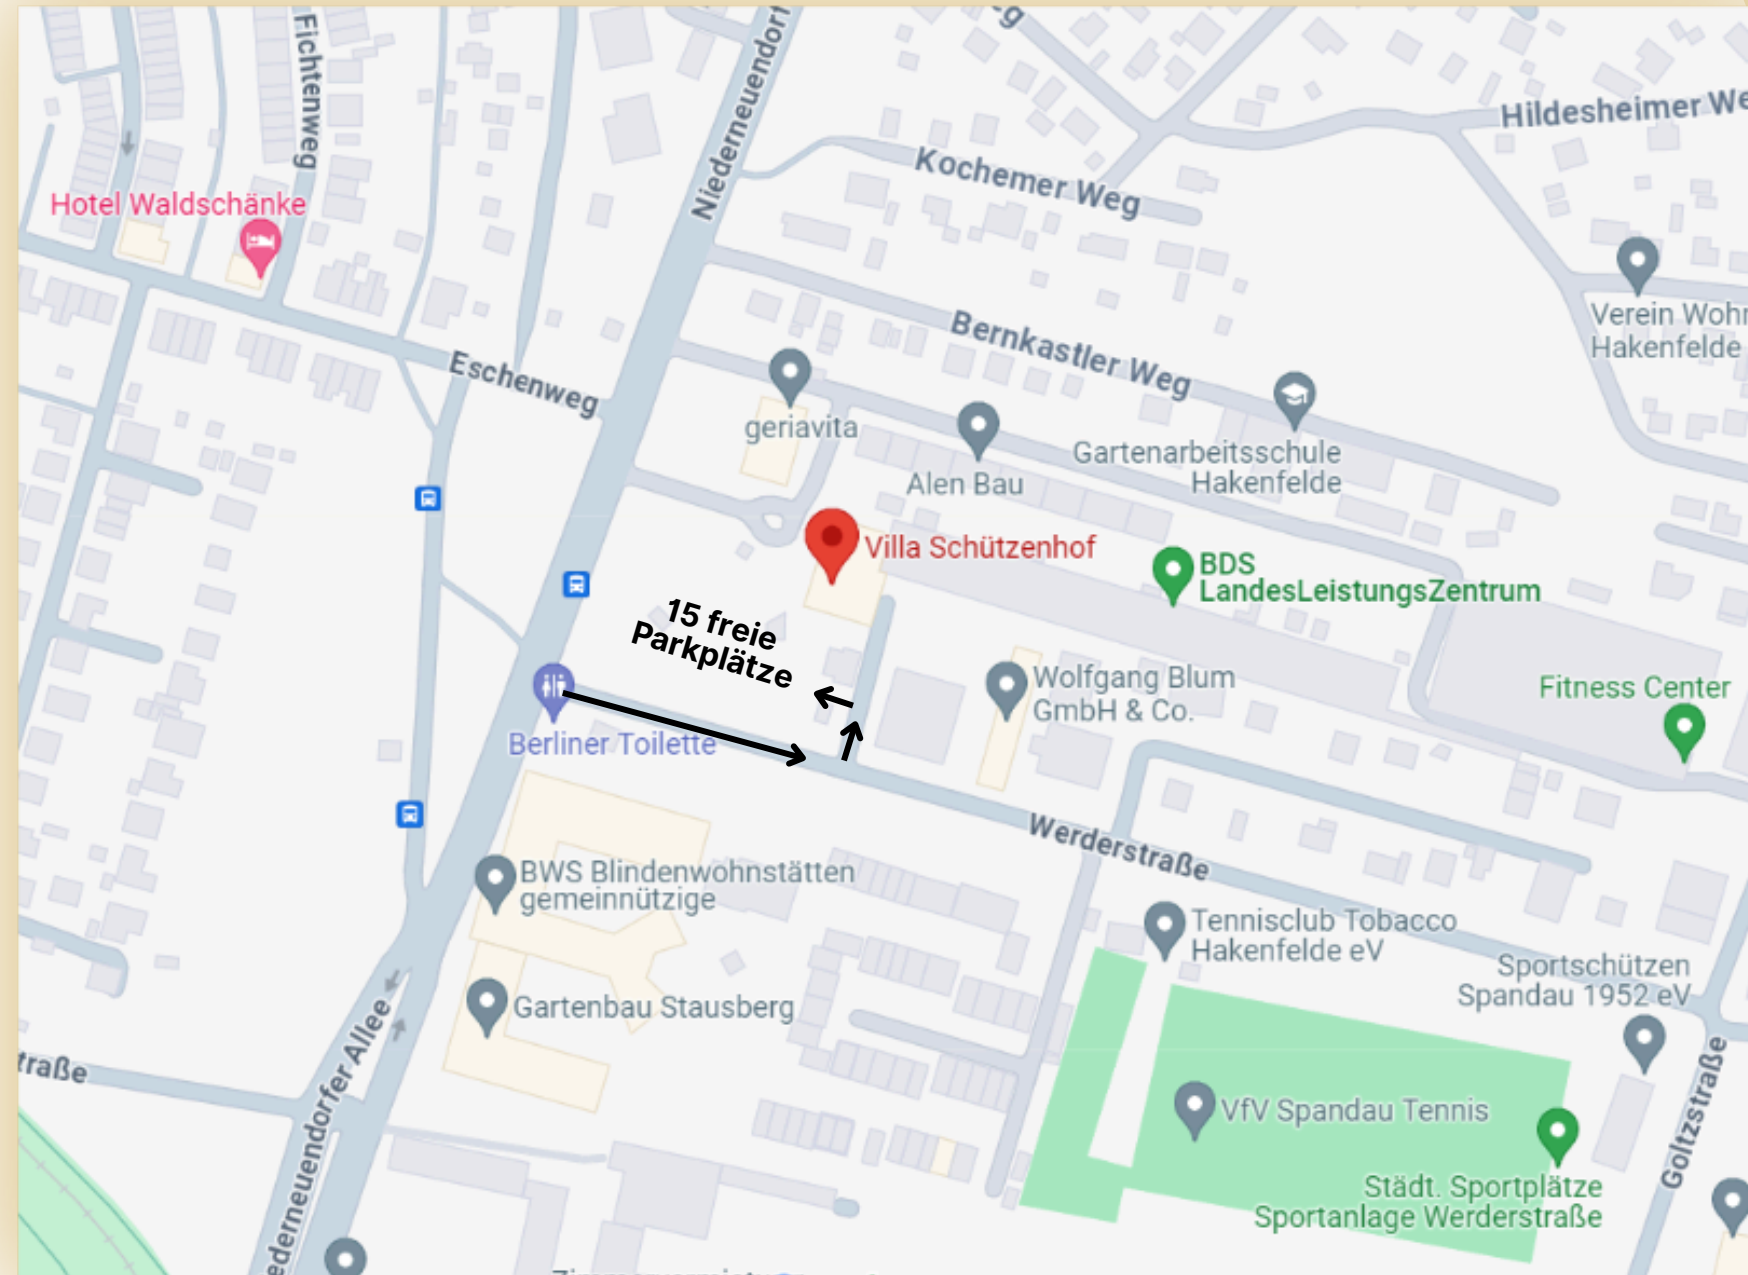 Fichtenweg
Niederneuendorf
Hildesheimer We
Kochemer Weg
Hotel Waldschänke
Verein Wohr
Hakenfelde
Bernkastler Weg
Eschenweg
geriavita
Alen Bau
Gartenarbeitsschule
Hakenfelde
Villa Schützenhof
BDS
LandesLeistungsZentrum
15 freie
Parkplätze
Wolfgang Blum
GmbH & Co.
Fitness Center
Berliner Toilette
Werderstraße
BWS Blindenwohnstätten
gemeinnützige
Tennisclub Tobacco
Hakenfelde eV
Sportschützen
Spandau 1952 eV
Gartenbau Stausberg
traße
ederneuendorfer Allee
Goltzstraße
VfV Spandau Tennis
Städt. Sportplätze
Sportanlage Werderstraße